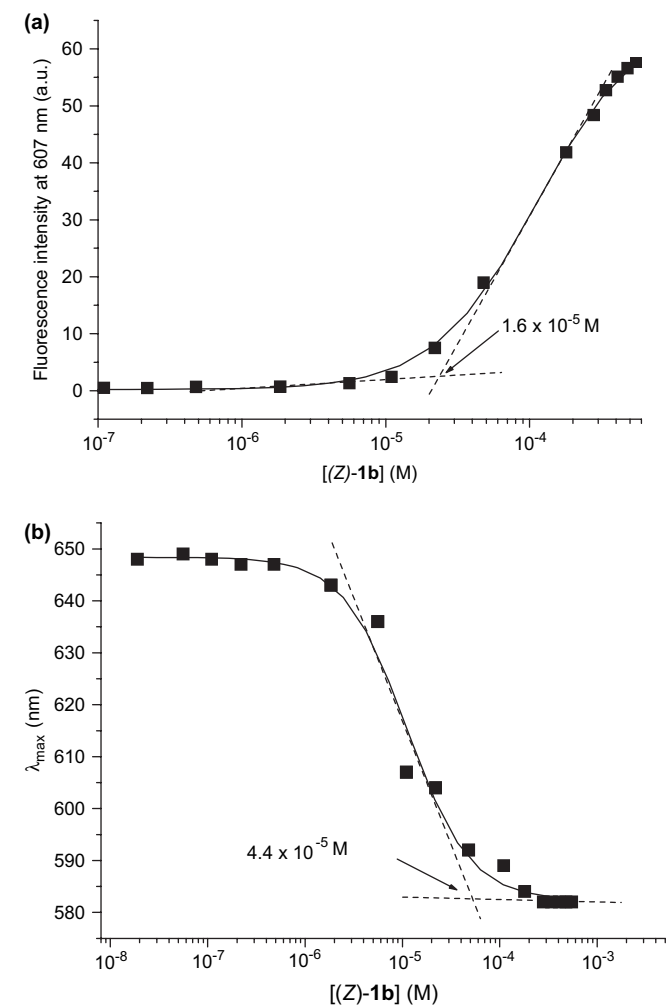 (a)
Fluorescence intensity at 607 nm (a.u.)
60
50
40
30
20
10
0
1.6 x 10⁻⁵ M
10⁻⁷ 10⁻⁶ 10⁻⁵ 10⁻⁴
[(Z)-1b] (M)
(b)
λmax (nm)
650
640
630
620
610
600
590
580
4.4 x 10⁻⁵ M
10⁻⁸ 10⁻⁷ 10⁻⁶ 10⁻⁵ 10⁻⁴ 10⁻³
[(Z)-1b] (M)